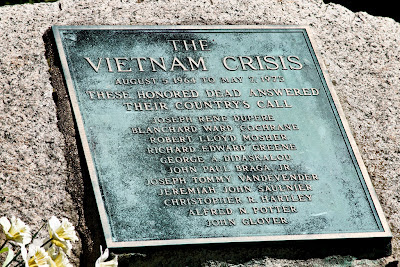 THE
VIETNAM CRISIS
AUGUST 5, 1964 TO MAY 7, 1975
THESE HONORED DEAD ANSWERED
THEIR COUNTRY'S CALL
JOSEPH RENE DUPERE
BLANCHARD WARD COCHRANE
ROBERT LLOYD MOSHER
RICHARD EDWARD GREENE
GEORGE A. DIDASKALOU
JOHN PAUL BRAGA, JR.
JOSEPH TOMMY VANDEVENDER
JEREMIAH JOHN SAULNIER
CHRISTOPHER R. HARTLEY
ALFRED N. POTTER
JOHN GLOVER